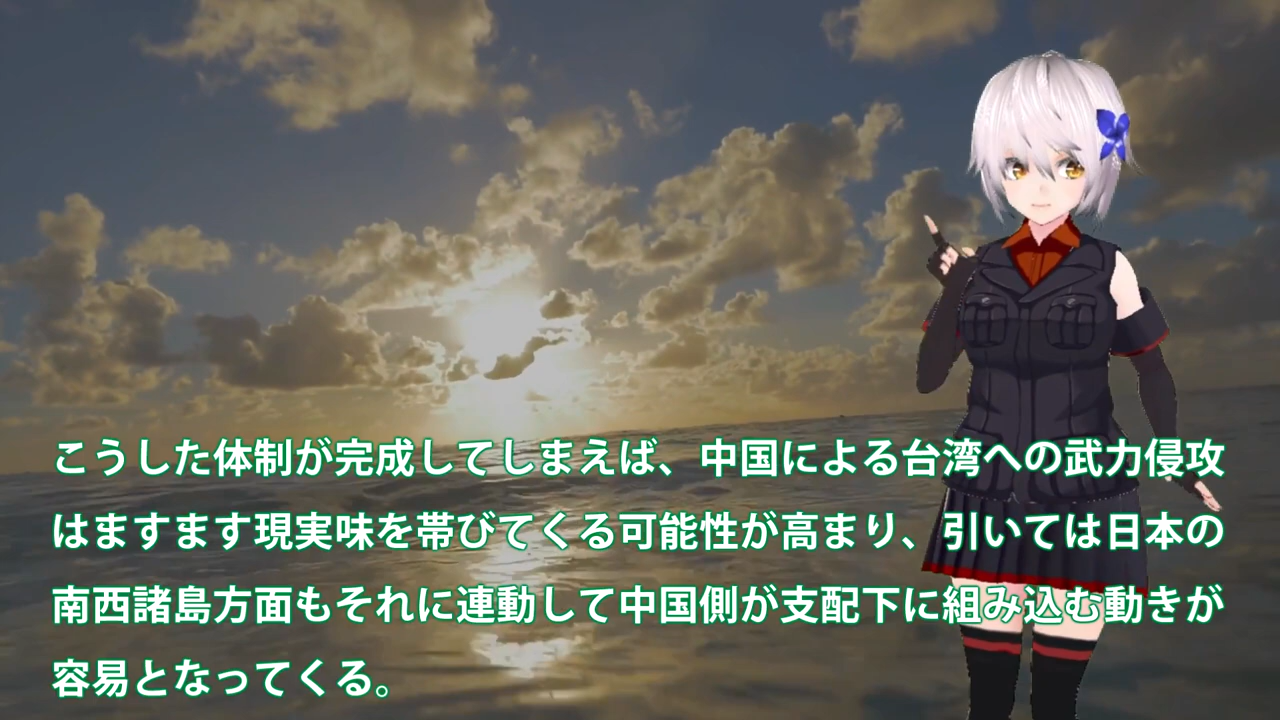 こうした体制が完成してしまえば、中国による台湾への武力侵攻
はますます現実味を帯びてくる可能性が高まり、引いては日本の
南西諸島方面もそれに連動して中国側が支配下に組み込む動きが
容易となってくる。